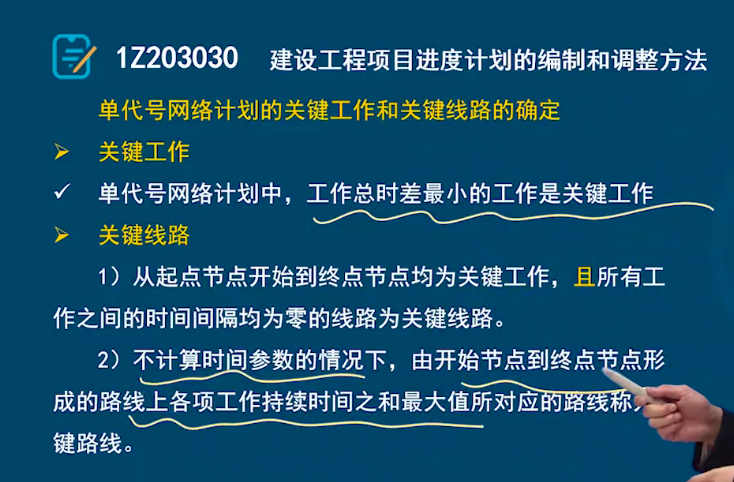 1Z203030 建设工程项目进度计划的编制和调整方法
单代号网络计划的关键工作和关键线路的确定
➢ 关键工作
✓ 单代号网络计划中，工作总时差最小的工作是关键工作
➢ 关键线路
1）从起点节点开始到终点节点均为关键工作，且所有工
作之间的时间间隔均为零的线路为关键线路。
2）不计算时间参数的情况下，由开始节点到终点节点形
成的路线上各项工作持续时间之和最大值所对应的路线称
键路线。